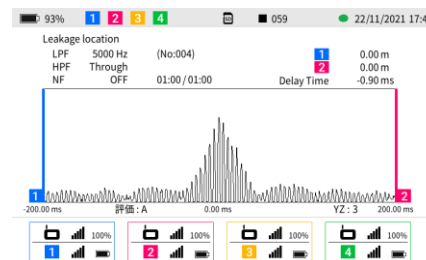 93% 1 2 3 4 059 22/11/2021 17:4
Leakage location
LPF 5000 Hz (No:004) 1 0.00 m
HPF Through 2 0.00 m
NF OFF 01:00 / 01:00 Delay Time -0.90 ms
1 2
-200.00 ms 評価 : A 0.00 ms YZ : 3 200.00 ms
100% 100% 100% 100%
1 2 3 4